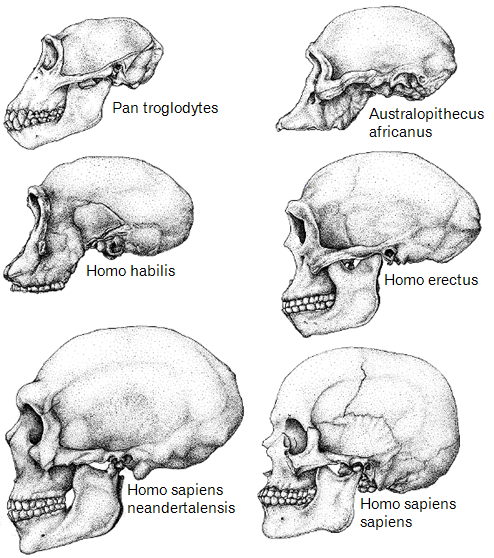 Pan troglodytes
Australopithecus
africanus
Homo habilis
Homo erectus
Homo sapiens
neandertalensis
Homo sapiens
sapiens